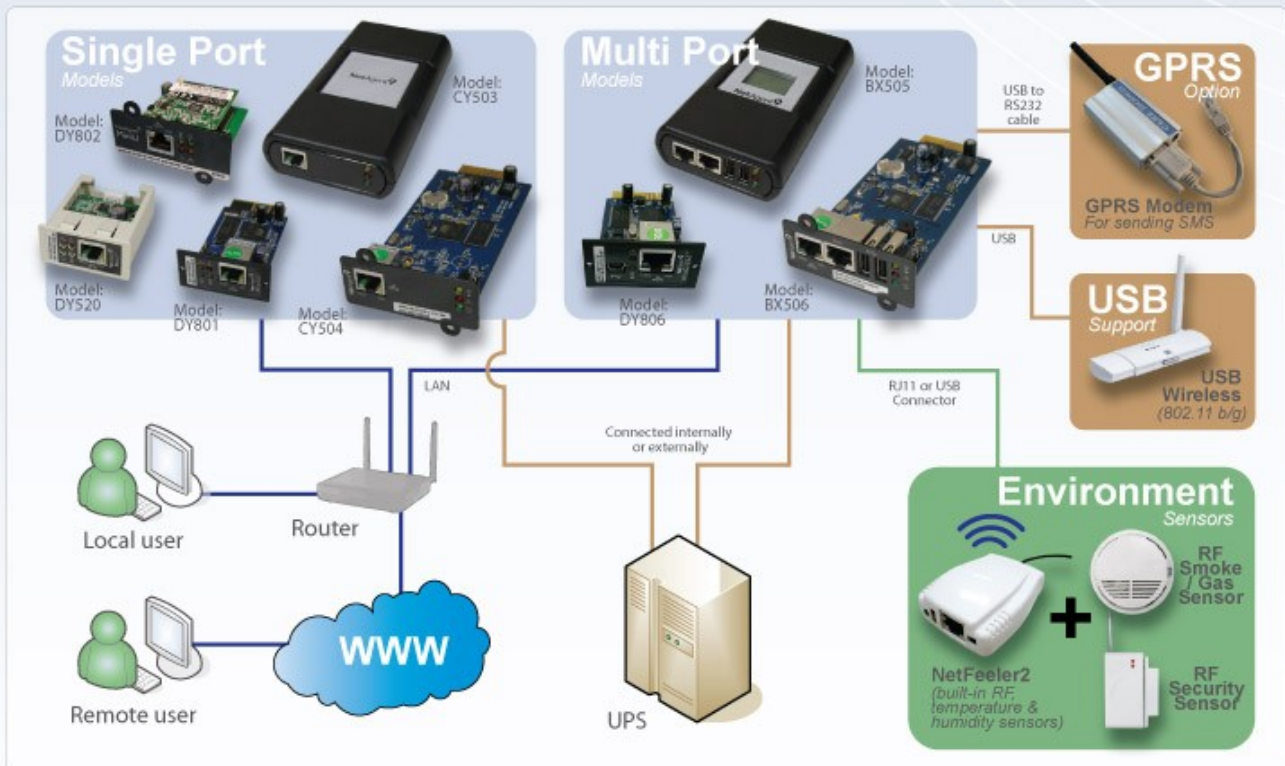 Single Port
Models
Model:
DY802
Model:
CY503
Model:
DY520
Model:
DY801
Model:
CY504
Multi Port
Models
Model:
BX505
Model:
DY806
Model:
BX506
USB to
RS232
cable
USB
GPRS
Option
GPRS Modem
For sending SMS
USB
Support
USB
Wireless
(802.11 b/g)
LAN
RJ11 or USB
Connector
Connected internally
or externally
Local user
Router
Remote user
WWW
UPS
Environment
Sensors
RF
Smoke
/ Gas
Sensor
NetFeeler2
(built-in RF,
temperature &
humidity sensors)
RF
Security
Sensor